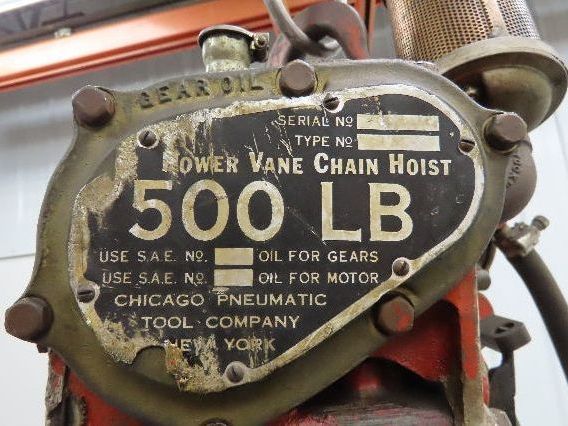 GEAR OIL
SERIAL NO
TYPE NO
POWER VANE CHAIN HOIST
500 LB
USE S.A.E. NO. OIL FOR GEARS
USE S.A.E. NO. OIL FOR MOTOR
CHICAGO PNEUMATIC
TOOL COMPANY
NEW YORK